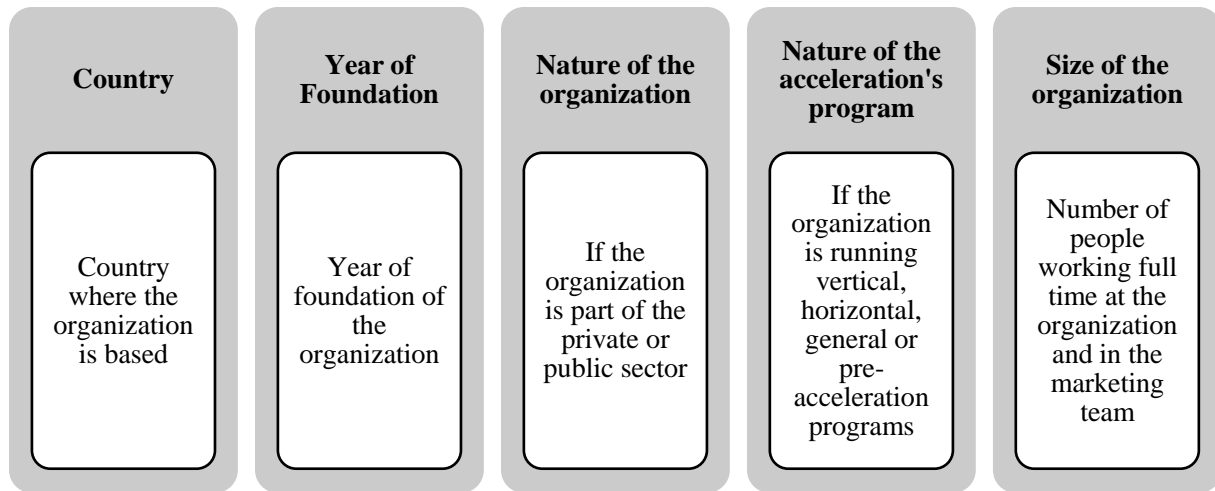 Country
Country
where the
organization
is based
Year of
Foundation
Year of
foundation of
the
organization
Nature of the
organization
If the
organization
is part of the
private or
public sector
Nature of the
acceleration's
program
If the
organization
is running
vertical,
horizontal,
general or
pre-
acceleration
programs
Size of the
organization
Number of
people
working full
time at the
organization
and in the
marketing
team